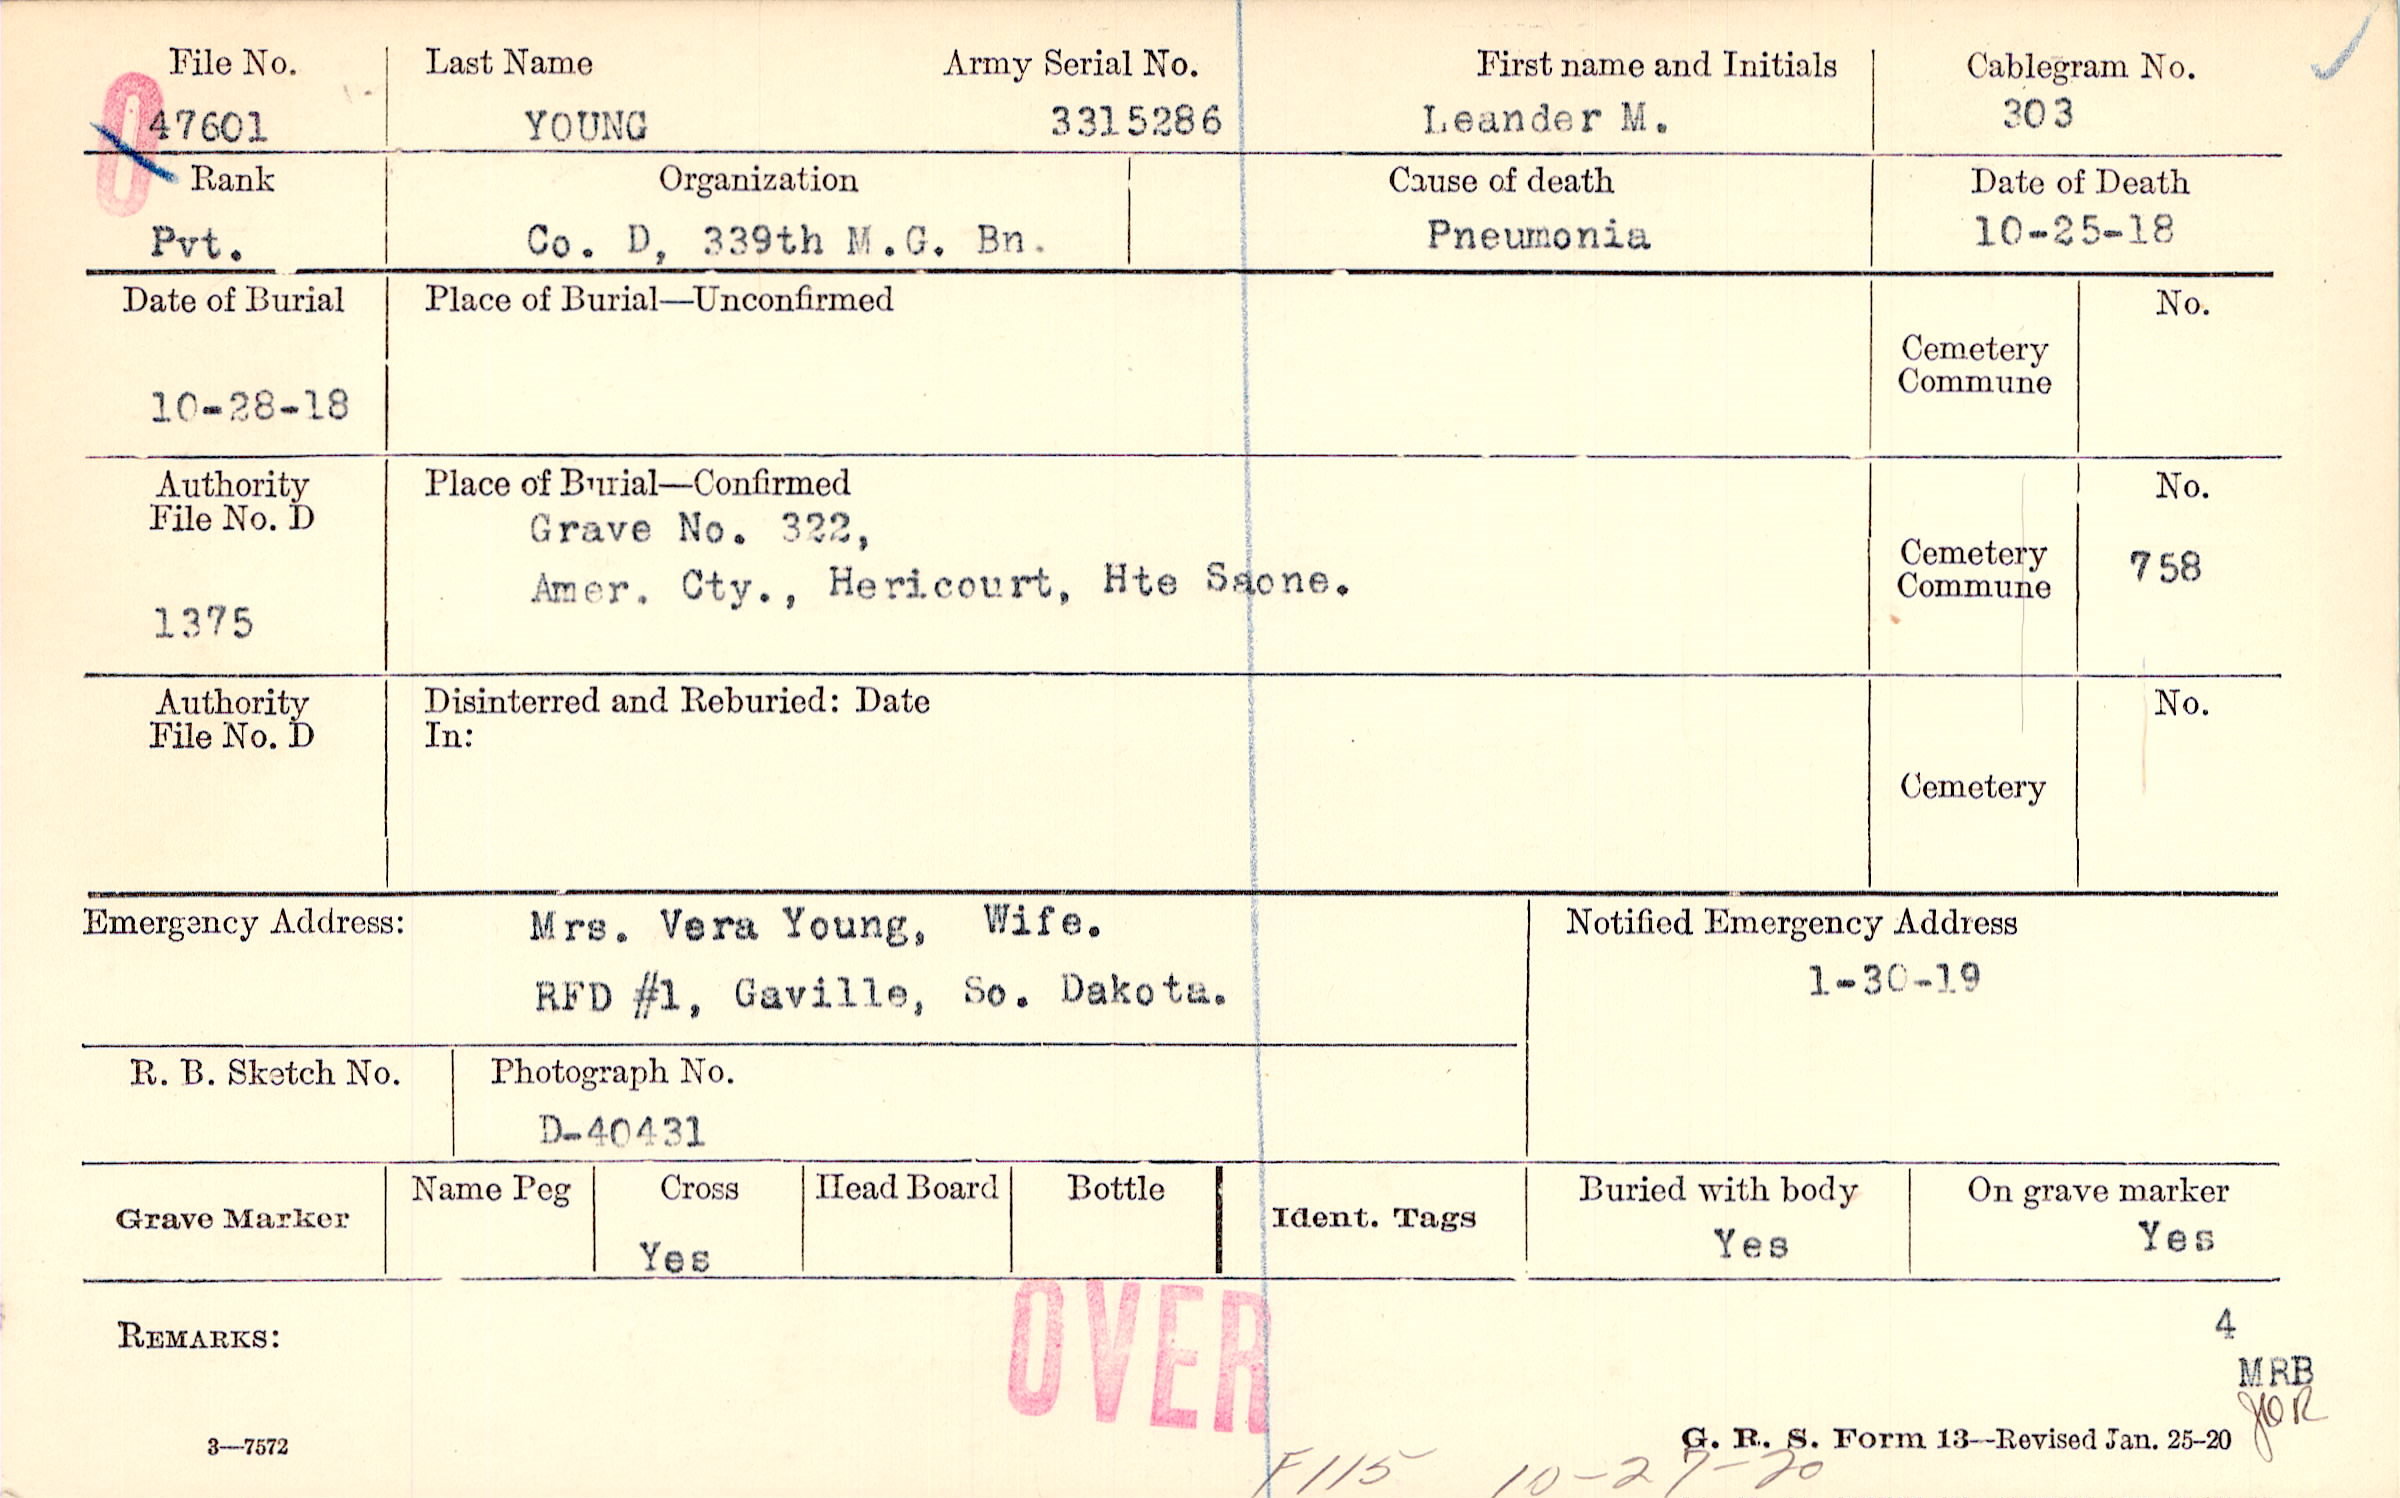 File No. Last Name Army Serial No. First name and Initials Cablegram No.
O
47601 YOUNG 3315286 Leander M. 303
Rank Organization Cause of death Date of Death
Pvt. Co. D, 339th M.G. Bn. Pneumonia 10-25-18
Date of Burial Place of Burial—Unconfirmed No.
Cemetery
Commune
10-28-18
Authority Place of Burial—Confirmed No.
File No. D
Grave No. 322,
Cemetery 758
Commune
Amer. Cty., Hericourt, Hte Saone.
1375
Authority Disinterred and Reburied: Date No.
File No. D In:
Cemetery
Emergency Address: Mrs. Vera Young, Wife. Notified Emergency Address
RFD #1, Gaville, So. Dakota. 1-30-19
R. B. Sketch No. Photograph No.
D-40431
Grave Marker Name Peg Cross Head Board Bottle Ident. Tags Buried with body On grave marker
Yes Yes Yes
OVER
REMARKS: 4
MRB
3—7572 G. R. S. Form 13—Revised Jan. 25-20
F115 10-27-20